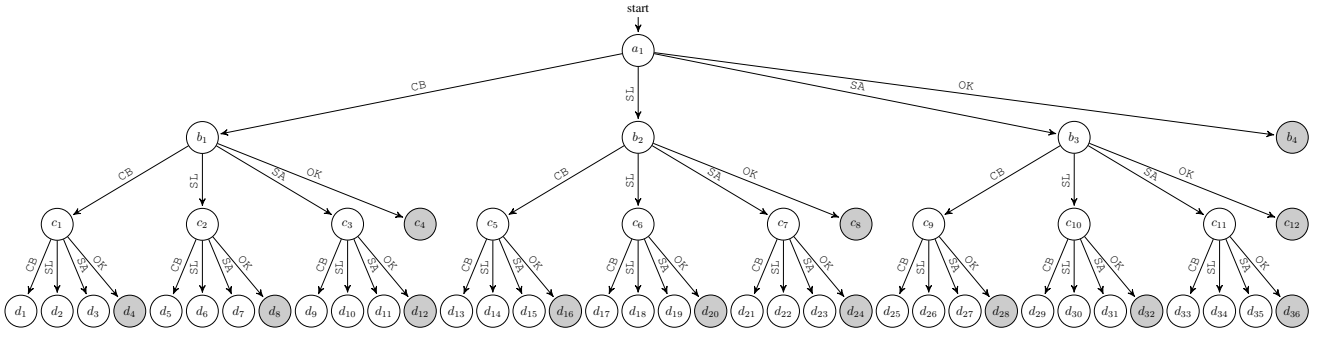 start
a1
CB SL SA OK
b1 b2 b3 b4
CB SL SA OK CB SL SA OK CB SL SA OK
c1 c2 c3 c4 c5 c6 c7 c8 c9 c10 c11 c12
CB SL SA OK CB SL SA OK CB SL SA OK CB SL SA OK CB SL SA OK CB SL SA OK CB SL SA OK CB SL SA OK CB SL SA OK
d1 d2 d3 d4 d5 d6 d7 d8 d9 d10 d11 d12 d13 d14 d15 d16 d17 d18 d19 d20 d21 d22 d23 d24 d25 d26 d27 d28 d29 d30 d31 d32 d33 d34 d35 d36